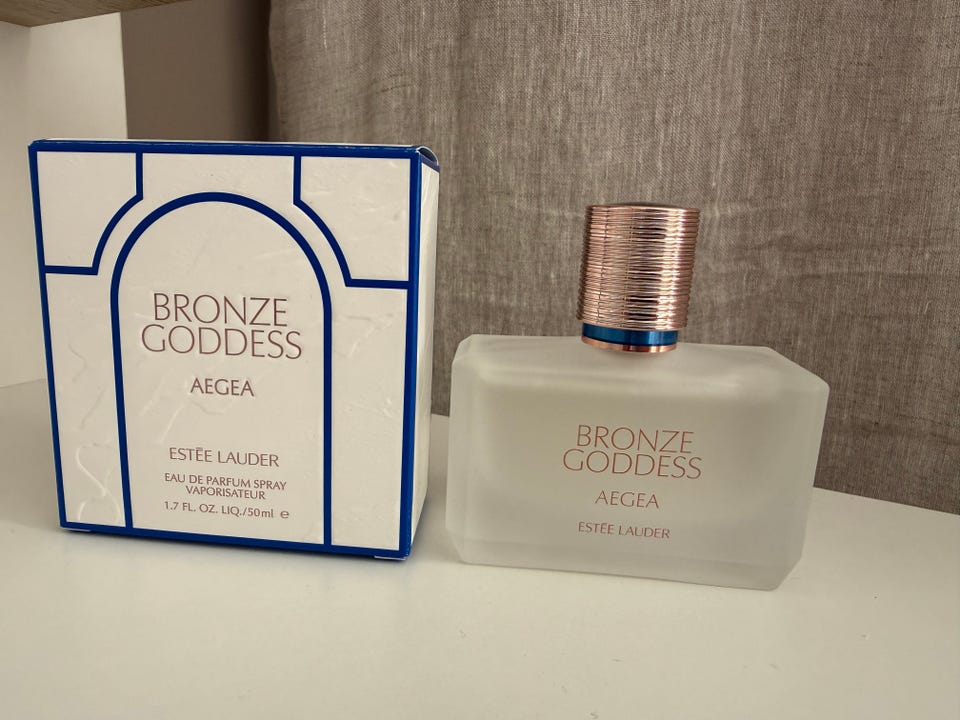 BRONZE
GODDESS
AEGEA
ESTĒE LAUDER
EAU DE PARFUM SPRAY
VAPORISATEUR
1.7 FL. OZ. LIQ./50ml ℮
BRONZE
GODDESS
AEGEA
ESTĒE LAUDER